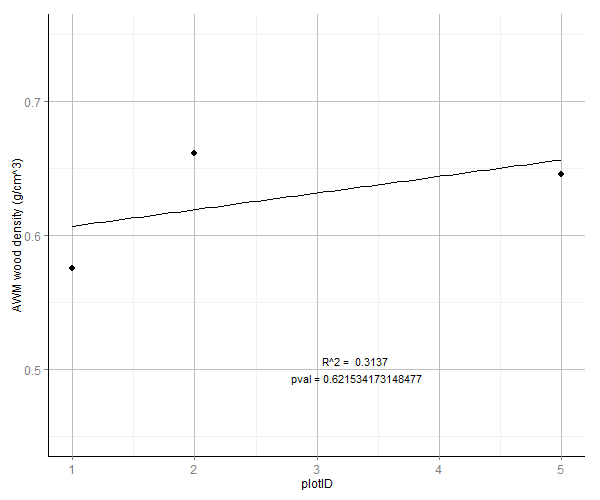 0.7
0.6
0.5
AWM wood density (g/cm^3)
R^2 = 0.3137
pval = 0.621534173148477
1 2 3 4 5
plotID